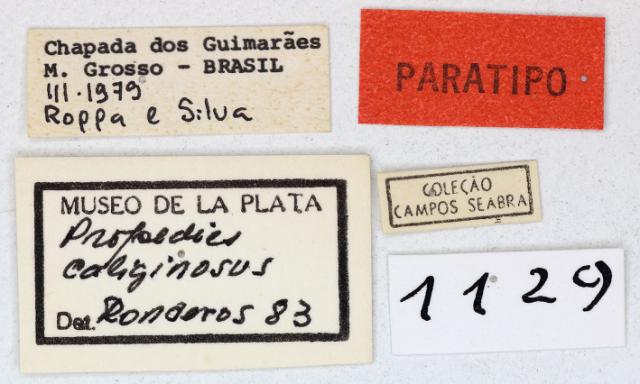 Chapada dos Guimarães
M. Grosso - BRASIL
III.1979
Roppa e Silva
PARATIPO
COLEÇÃO
CAMPOS SEABRA
MUSEO DE LA PLATA
caliginosus
Det. Ronderos 83
1129